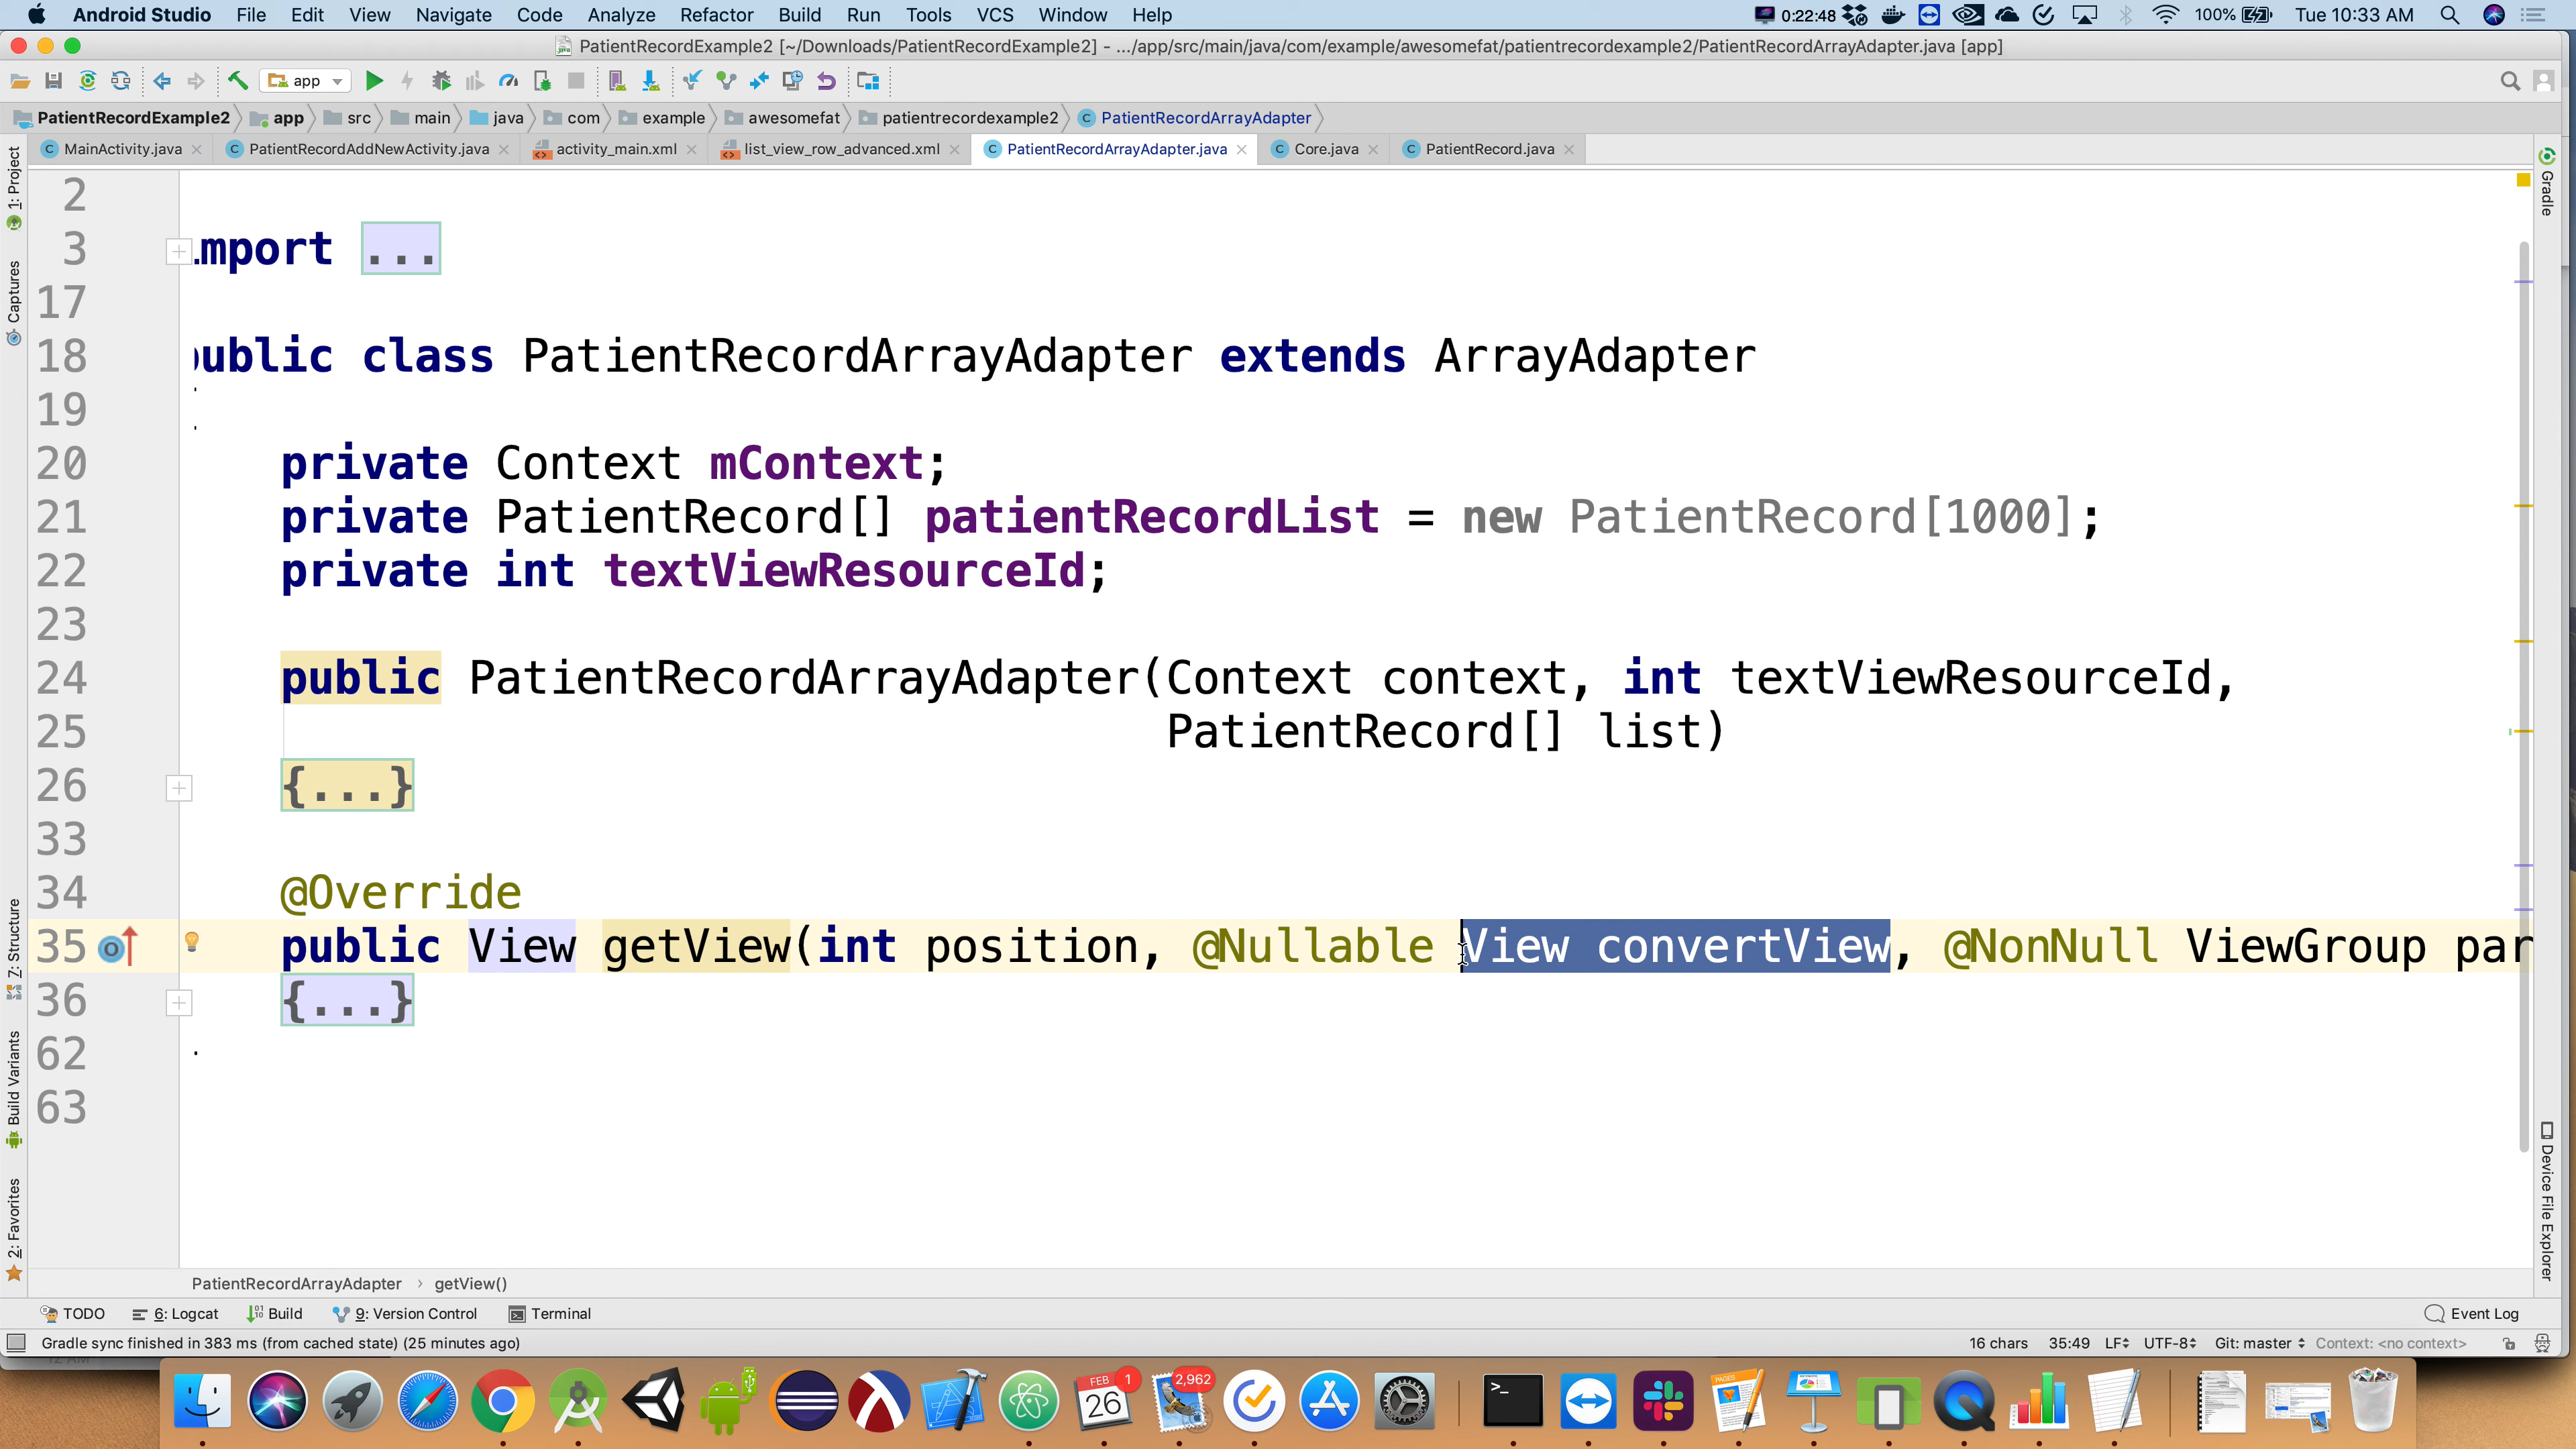 Android Studio File Edit View Navigate Code Analyze Refactor Build Run Tools VCS Window Help 0:22:48 100% Tue 10:33 AM
PatientRecordExample2 [~/Downloads/PatientRecordExample2] - .../app/src/main/java/com/example/awesomefat/patientrecordexample2/PatientRecordArrayAdapter.java [app]
app
PatientRecordExample2 app src main java com example awesomefat patientrecordexample2 PatientRecordArrayAdapter
MainActivity.java PatientRecordAddNewActivity.java activity_main.xml list_view_row_advanced.xml PatientRecordArrayAdapter.java Core.java PatientRecord.java
1: Project
Captures
Z: Structure
Build Variants
2: Favorites
Gradle
Device File Explorer
2
3 import ...
17
18 public class PatientRecordArrayAdapter extends ArrayAdapter
19
20 private Context mContext;
21 private PatientRecord[] patientRecordList = new PatientRecord[1000];
22 private int textViewResourceId;
23
24 public PatientRecordArrayAdapter(Context context, int textViewResourceId,
25 PatientRecord[] list)
26 {...}
33
34 @Override
35 public View getView(int position, @Nullable View convertView, @NonNull ViewGroup par
36 {...}
62
63
PatientRecordArrayAdapter › getView()
TODO 6: Logcat Build 9: Version Control Terminal Event Log
Gradle sync finished in 383 ms (from cached state) (25 minutes ago) 16 chars 35:49 LF UTF-8 Git: master Context: <no context>
12 AM
FEB 1
26
2,962
PAGES